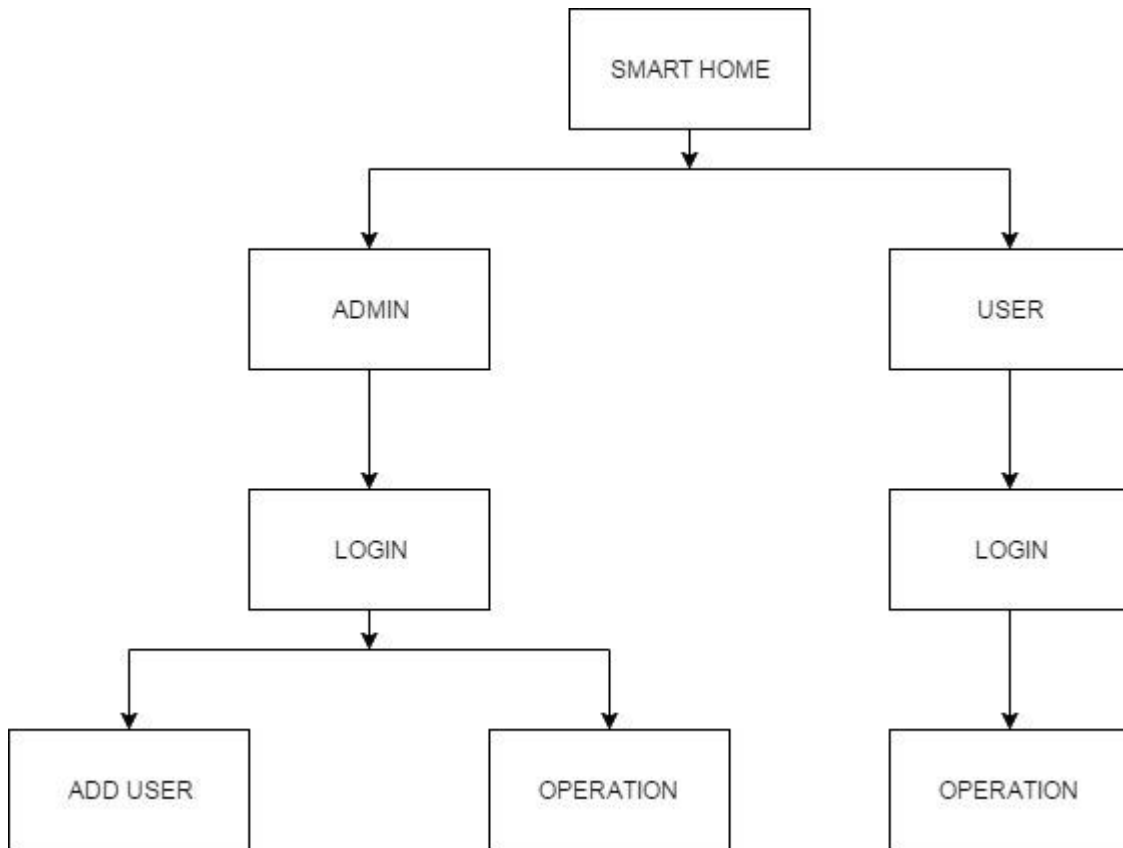 SMART HOME
ADMIN
USER
LOGIN
LOGIN
ADD USER
OPERATION
OPERATION